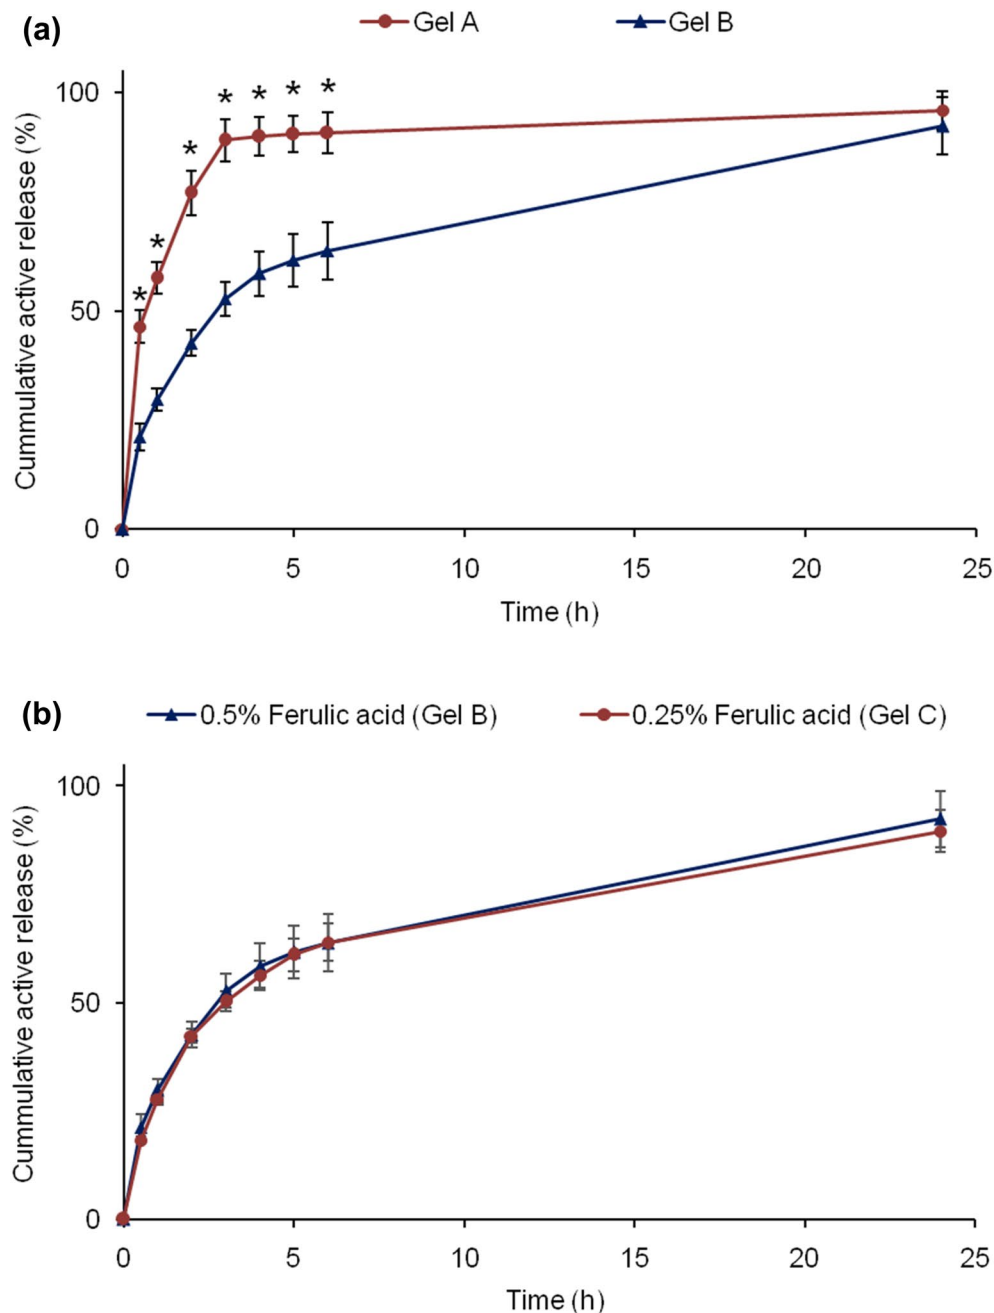 (a)
Gel A Gel B
Cummulative active release (%)
100
50
0
* * * * * * *
0 5 10 15 20 25
Time (h)
(b)
0.5% Ferulic acid (Gel B) 0.25% Ferulic acid (Gel C)
Cummulative active release (%)
100
50
0
0 5 10 15 20 25
Time (h)